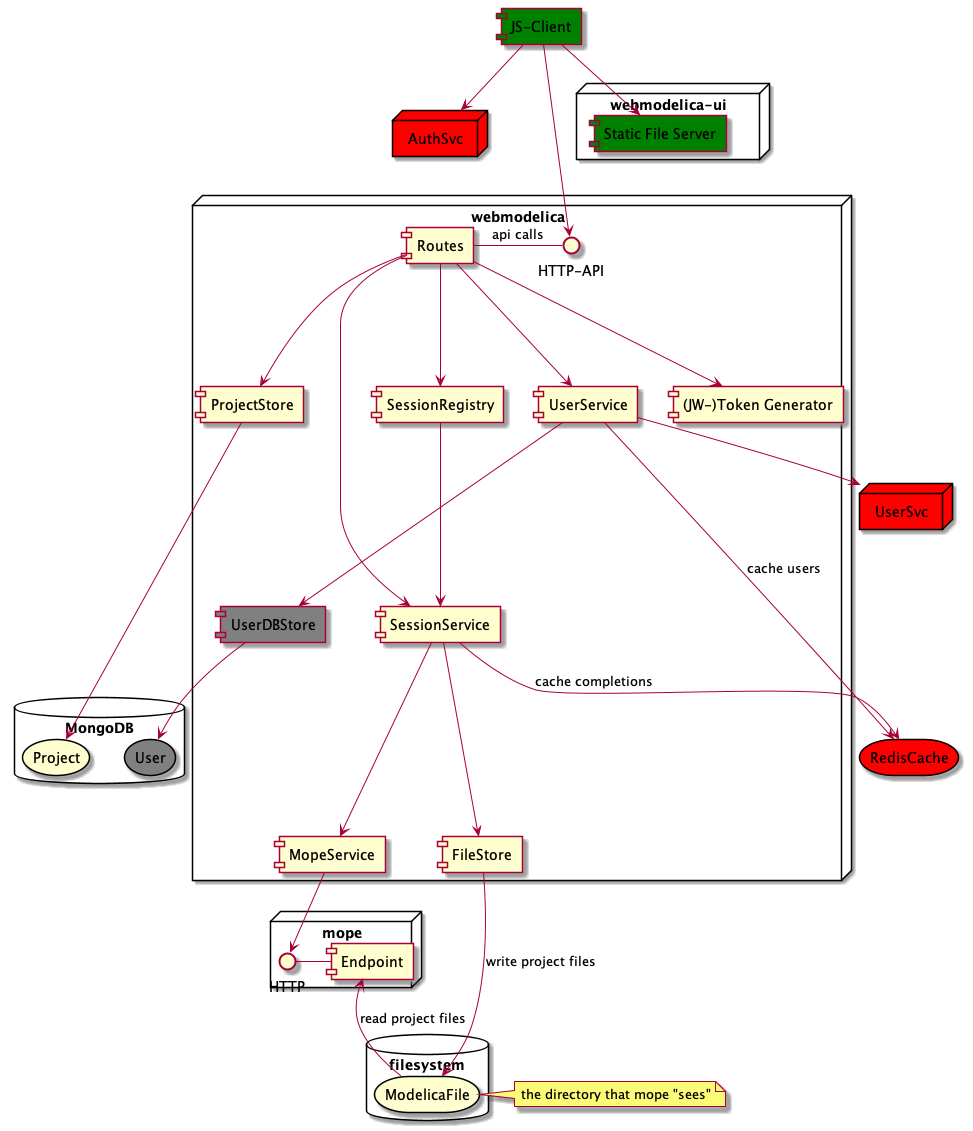 JS-Client
webmodelica-ui
AuthSvc
Static File Server
webmodelica
api calls
Routes
HTTP-API
ProjectStore
SessionRegistry
UserService
(JW-)Token Generator
UserSvc
cache users
UserDBStore
SessionService
cache completions
MongoDB
Project
User
RedisCache
MopeService
FileStore
mope
Endpoint
HTTP
write project files
read project files
filesystem
ModelicaFile
the directory that mope "sees"